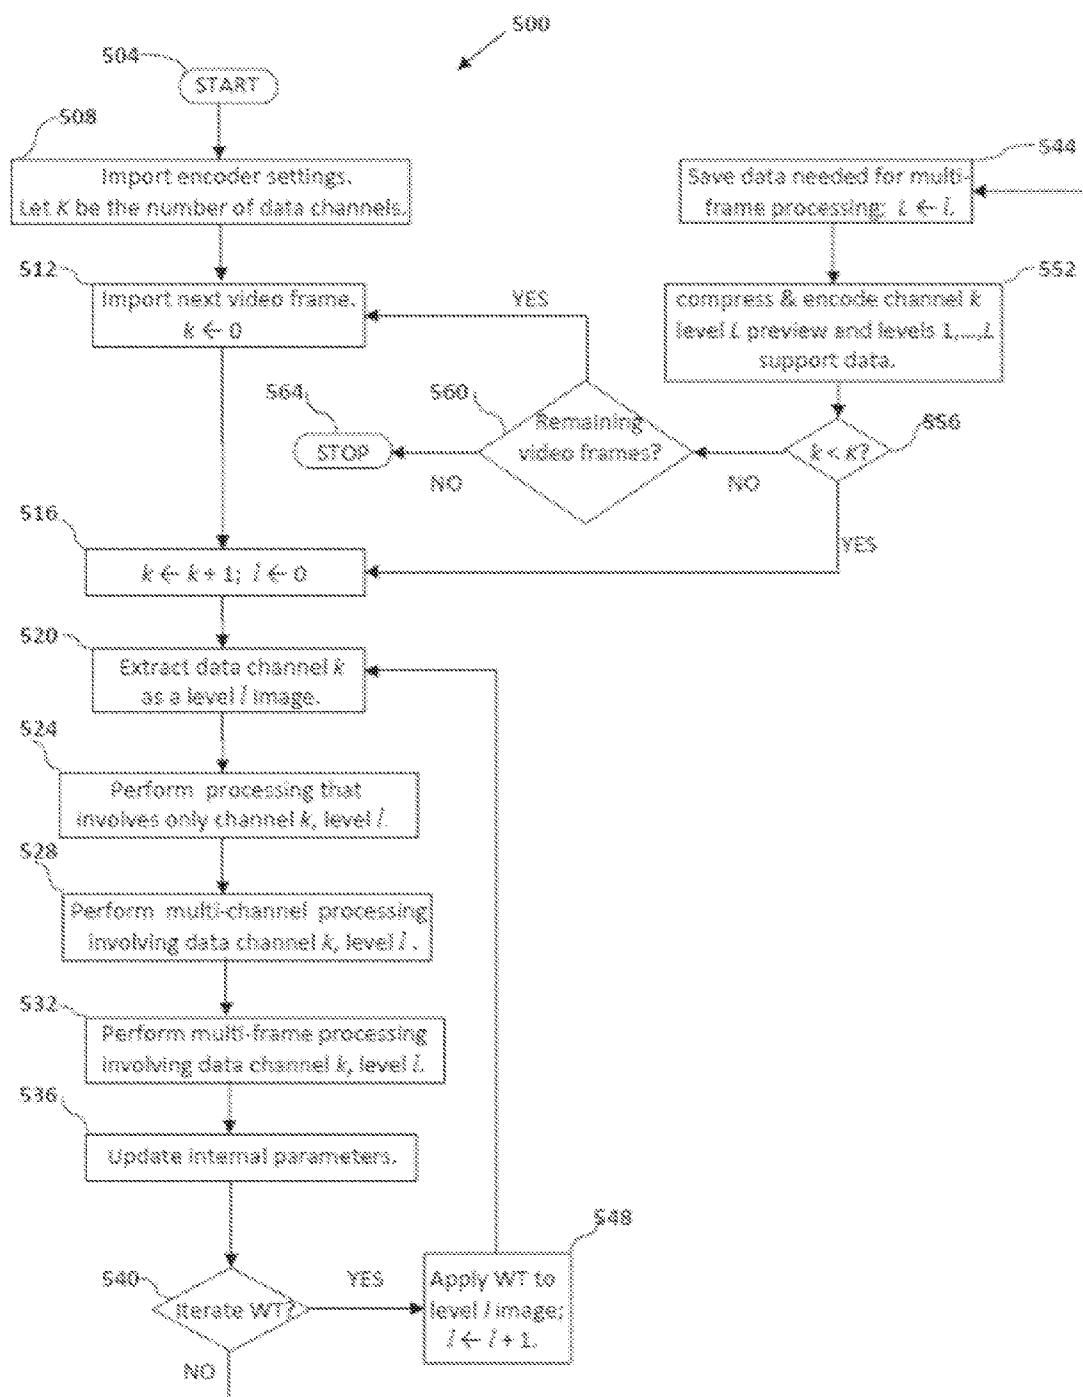 500
504
START
508
Import encoder settings.
Let K be the number of data channels.
544
Save data needed for multi-
frame processing; L ← l.
512
Import next video frame.
k ← 0
YES
552
compress & encode channel k
level L preview and levels 1,...,L
support data.
564
STOP
NO
560
Remaining
video frames?
NO
k < K?
556
YES
516
k ← k + 1; l ← 0
520
Extract data channel k
as a level l image.
524
Perform processing that
involves only channel k, level l.
528
Perform multi-channel processing
involving data channel k, level l .
532
Perform multi-frame processing
involving data channel k, level l.
536
Update internal parameters.
540
Iterate WT?
YES
NO
548
Apply WT to
level l image;
l ← l + 1.